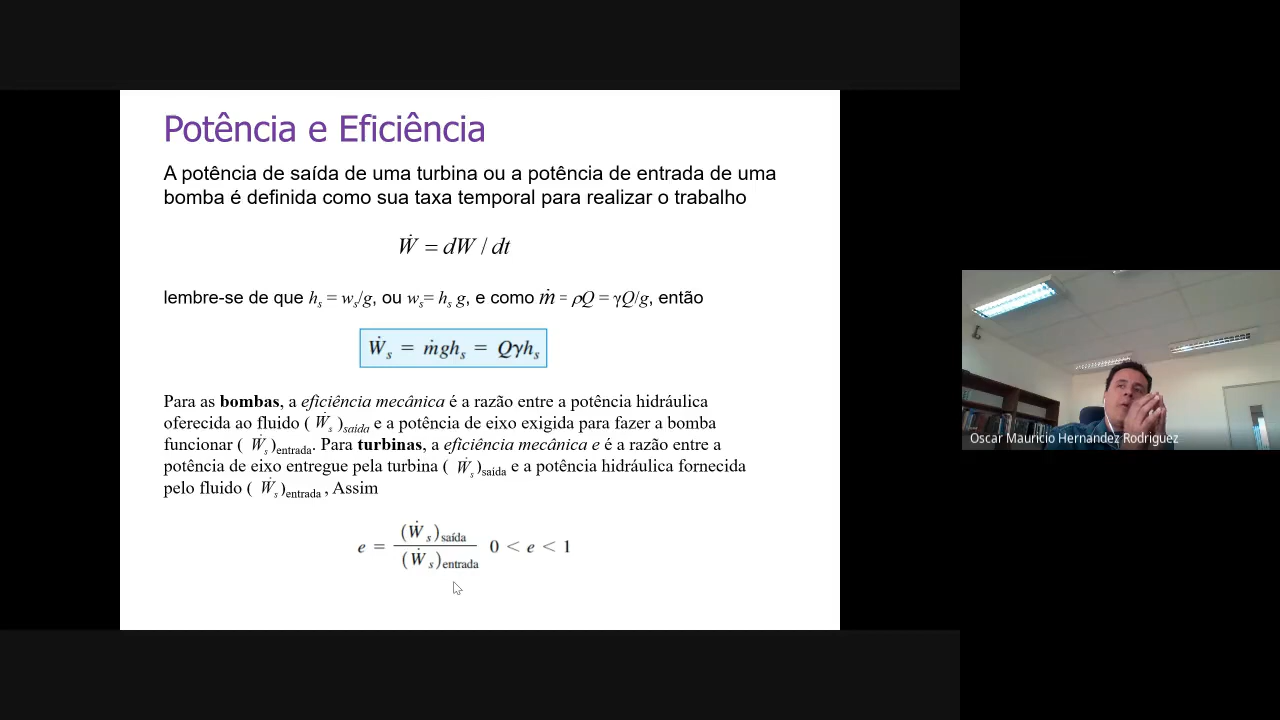 Potência e Eficiência
A potência de saída de uma turbina ou a potência de entrada de uma
bomba é definida como sua taxa temporal para realizar o trabalho
Ẇ = dW / dt
lembre-se de que hₛ = wₛ/g, ou wₛ= hₛ g, e como ṁ = ρQ = γQ/g, então
Ẇₛ = ṁghₛ = Qγhₛ
Para as bombas, a eficiência mecânica é a razão entre a potência hidráulica
oferecida ao fluido ( Ẇₛ )saída e a potência de eixo exigida para fazer a bomba
funcionar ( Ẇₛ )entrada. Para turbinas, a eficiência mecânica e é a razão entre a
potência de eixo entregue pela turbina ( Ẇₛ )saída e a potência hidráulica fornecida
pelo fluido ( Ẇₛ )entrada , Assim
e = (Ẇₛ)saída / (Ẇₛ)entrada 0 < e < 1
Oscar Mauricio Hernandez Rodriguez